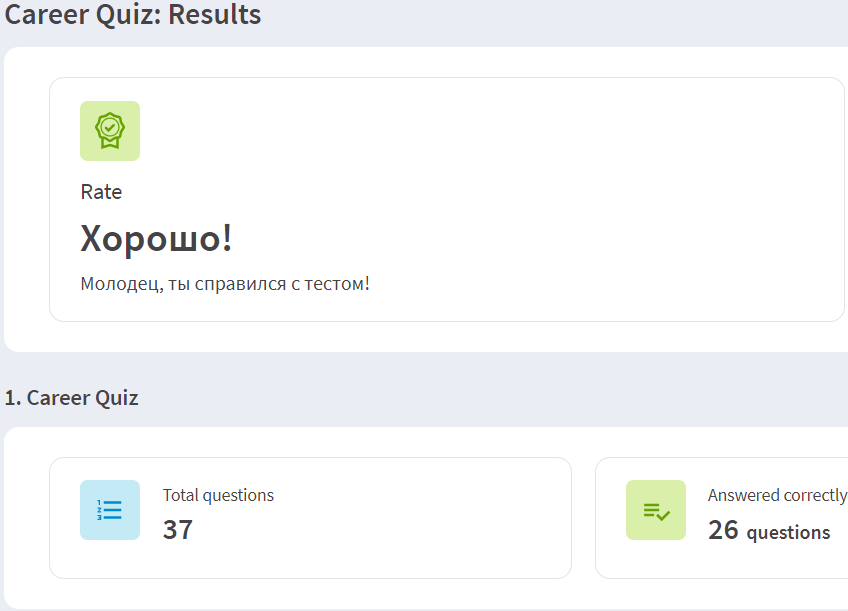 Career Quiz: Results
Rate
Хорошо!
Молодец, ты справился с тестом!
1. Career Quiz
Total questions
37
Answered correctly
26 questions